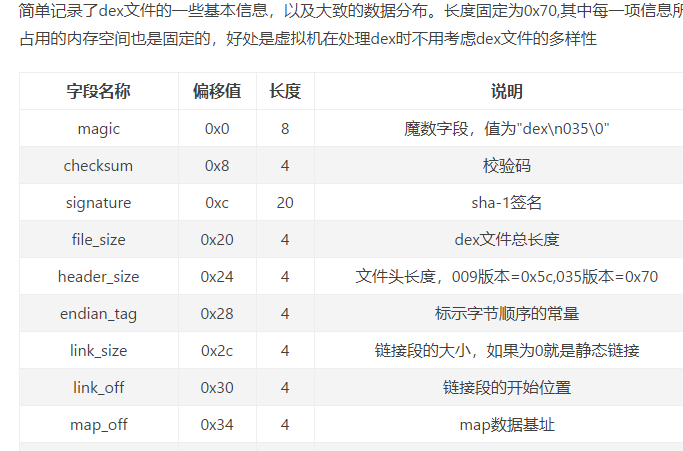 简单记录了dex文件的一些基本信息，以及大致的数据分布。长度固定为0x70,其中每一项信息所
占用的内存空间也是固定的，好处是虚拟机在处理dex时不用考虑dex文件的多样性
字段名称 偏移值 长度 说明
magic 0x0 8 魔数字段，值为"dex\n035\0"
checksum 0x8 4 校验码
signature 0xc 20 sha-1签名
file_size 0x20 4 dex文件总长度
header_size 0x24 4 文件头长度，009版本=0x5c,035版本=0x70
endian_tag 0x28 4 标示字节顺序的常量
link_size 0x2c 4 链接段的大小，如果为0就是静态链接
link_off 0x30 4 链接段的开始位置
map_off 0x34 4 map数据基址